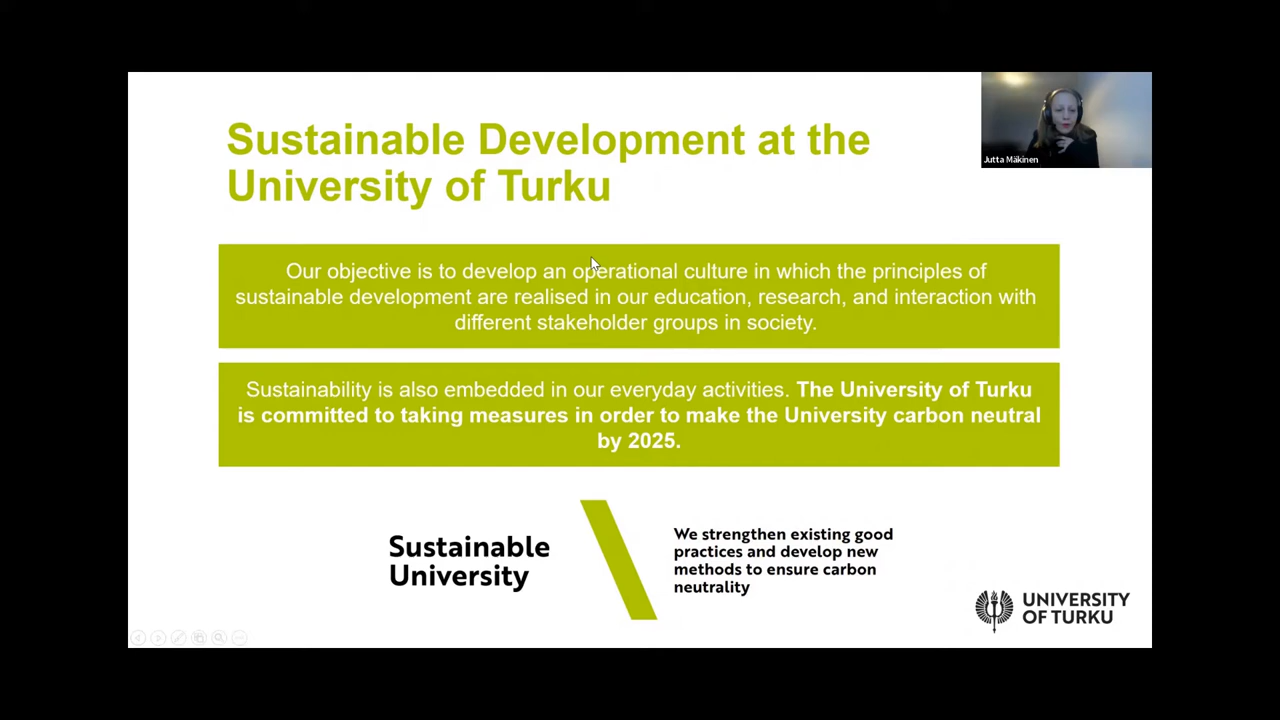 Sustainable Development at the
University of Turku
Jutta Mäkinen
Our objective is to develop an operational culture in which the principles of
sustainable development are realised in our education, research, and interaction with
different stakeholder groups in society.
Sustainability is also embedded in our everyday activities. The University of Turku
is committed to taking measures in order to make the University carbon neutral
by 2025.
Sustainable
University
We strengthen existing good
practices and develop new
methods to ensure carbon
neutrality
UNIVERSITY
OF TURKU